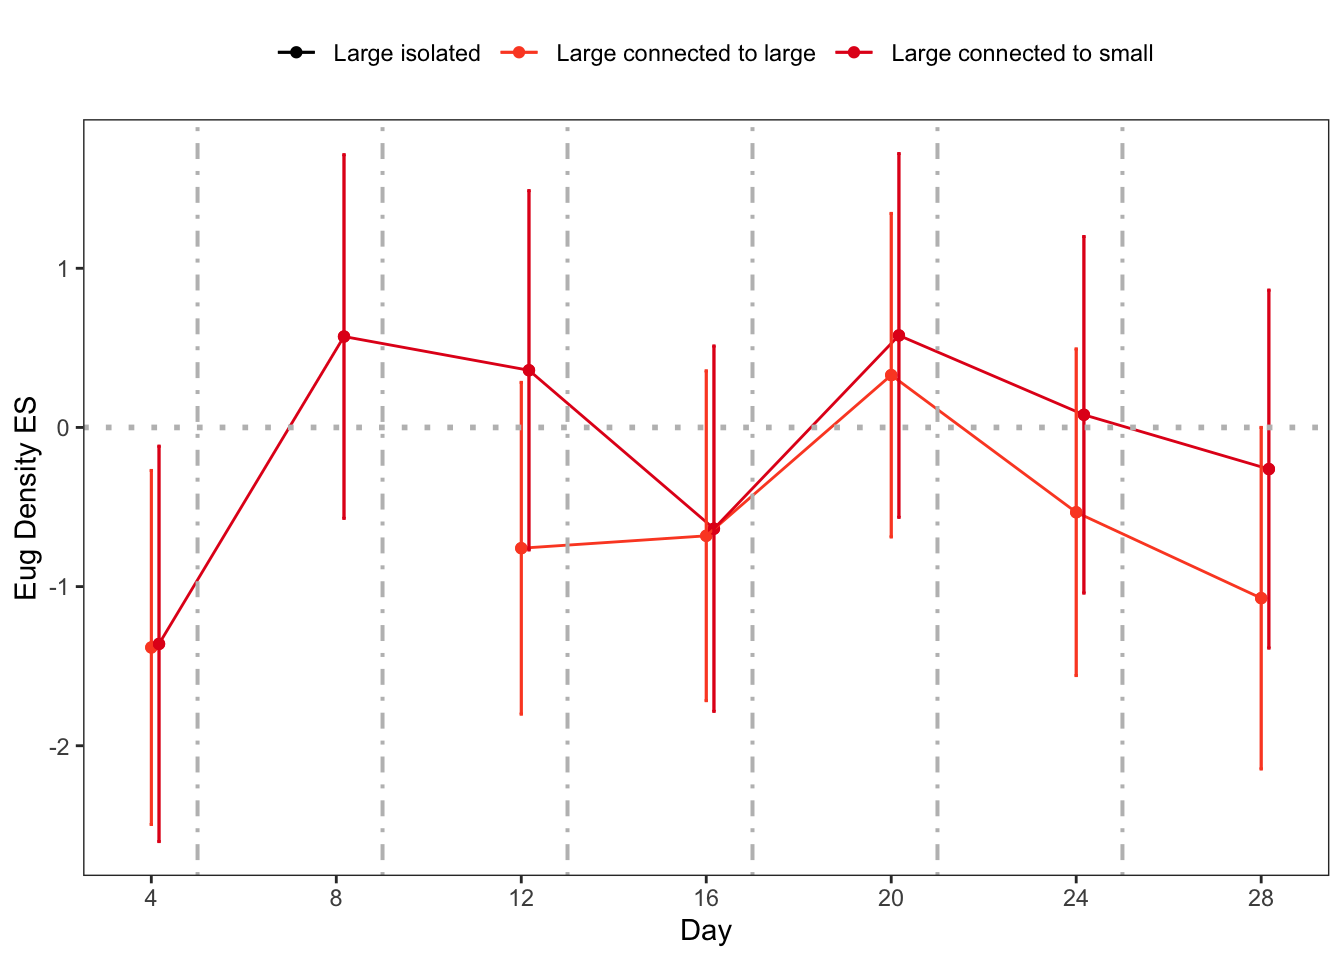 Large isolated Large connected to large Large connected to small
Eug Density ES
1
0
-1
-2
4 8 12 16 20 24 28
Day